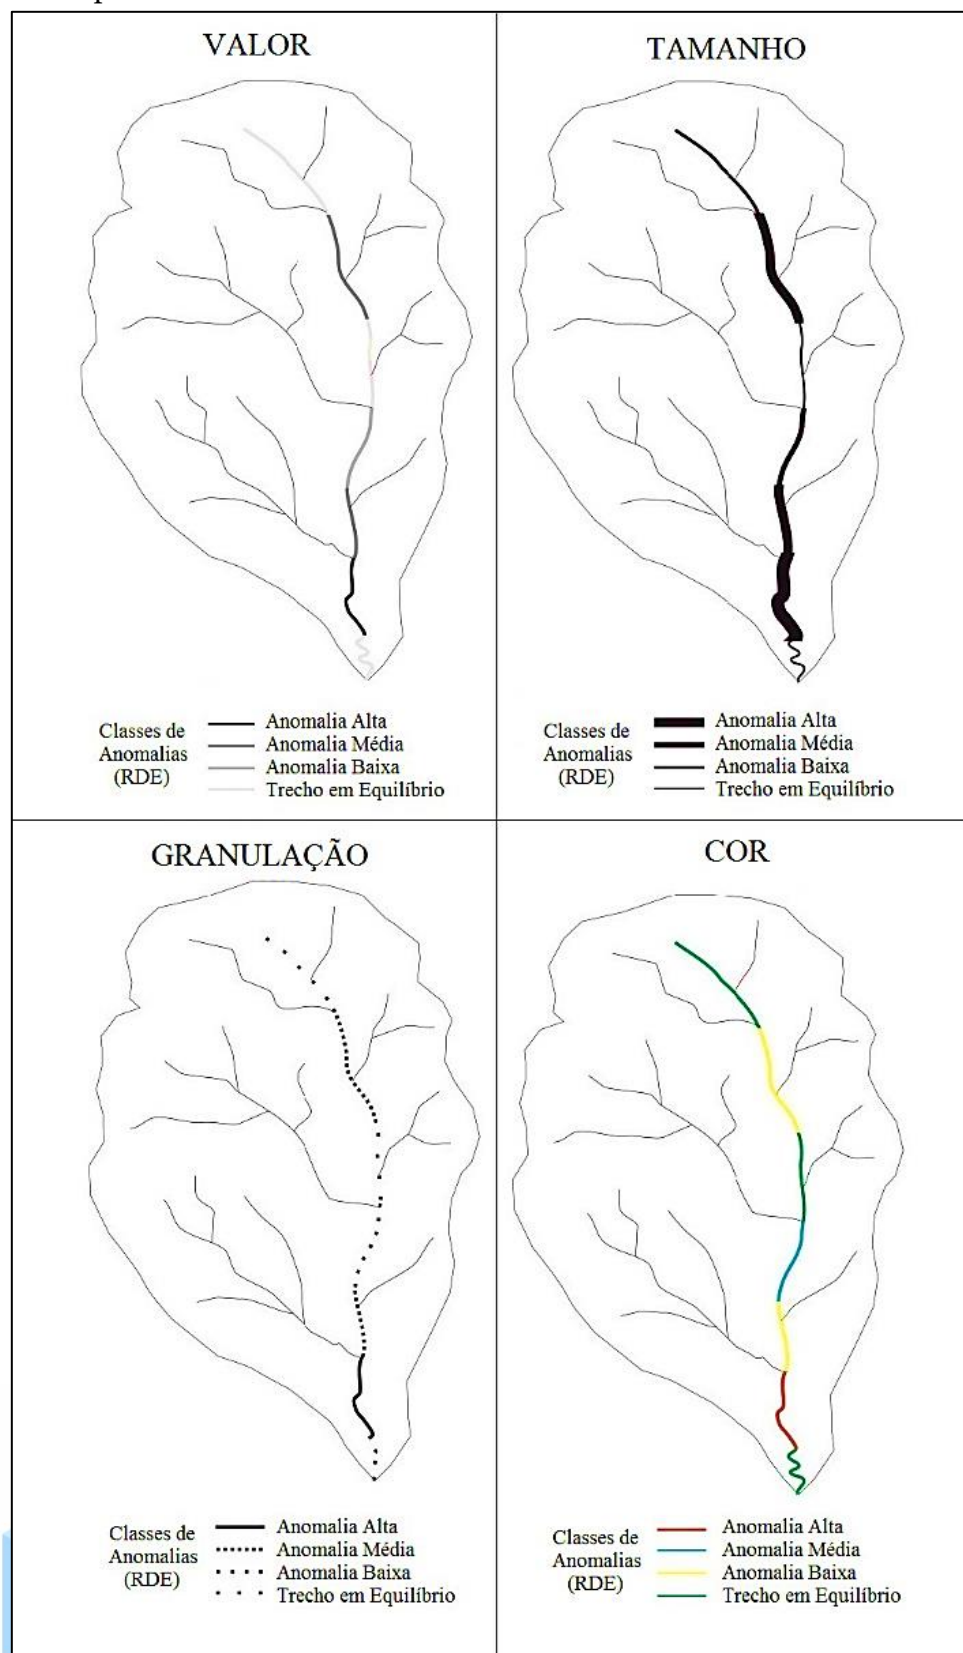 VALOR
Classes de
Anomalias
(RDE)
Anomalia Alta
Anomalia Média
Anomalia Baixa
Trecho em Equilíbrio
TAMANHO
Classes de
Anomalias
(RDE)
Anomalia Alta
Anomalia Média
Anomalia Baixa
Trecho em Equilíbrio
GRANULAÇÃO
Classes de
Anomalias
(RDE)
Anomalia Alta
Anomalia Média
Anomalia Baixa
Trecho em Equilíbrio
COR
Classes de
Anomalias
(RDE)
Anomalia Alta
Anomalia Média
Anomalia Baixa
Trecho em Equilíbrio